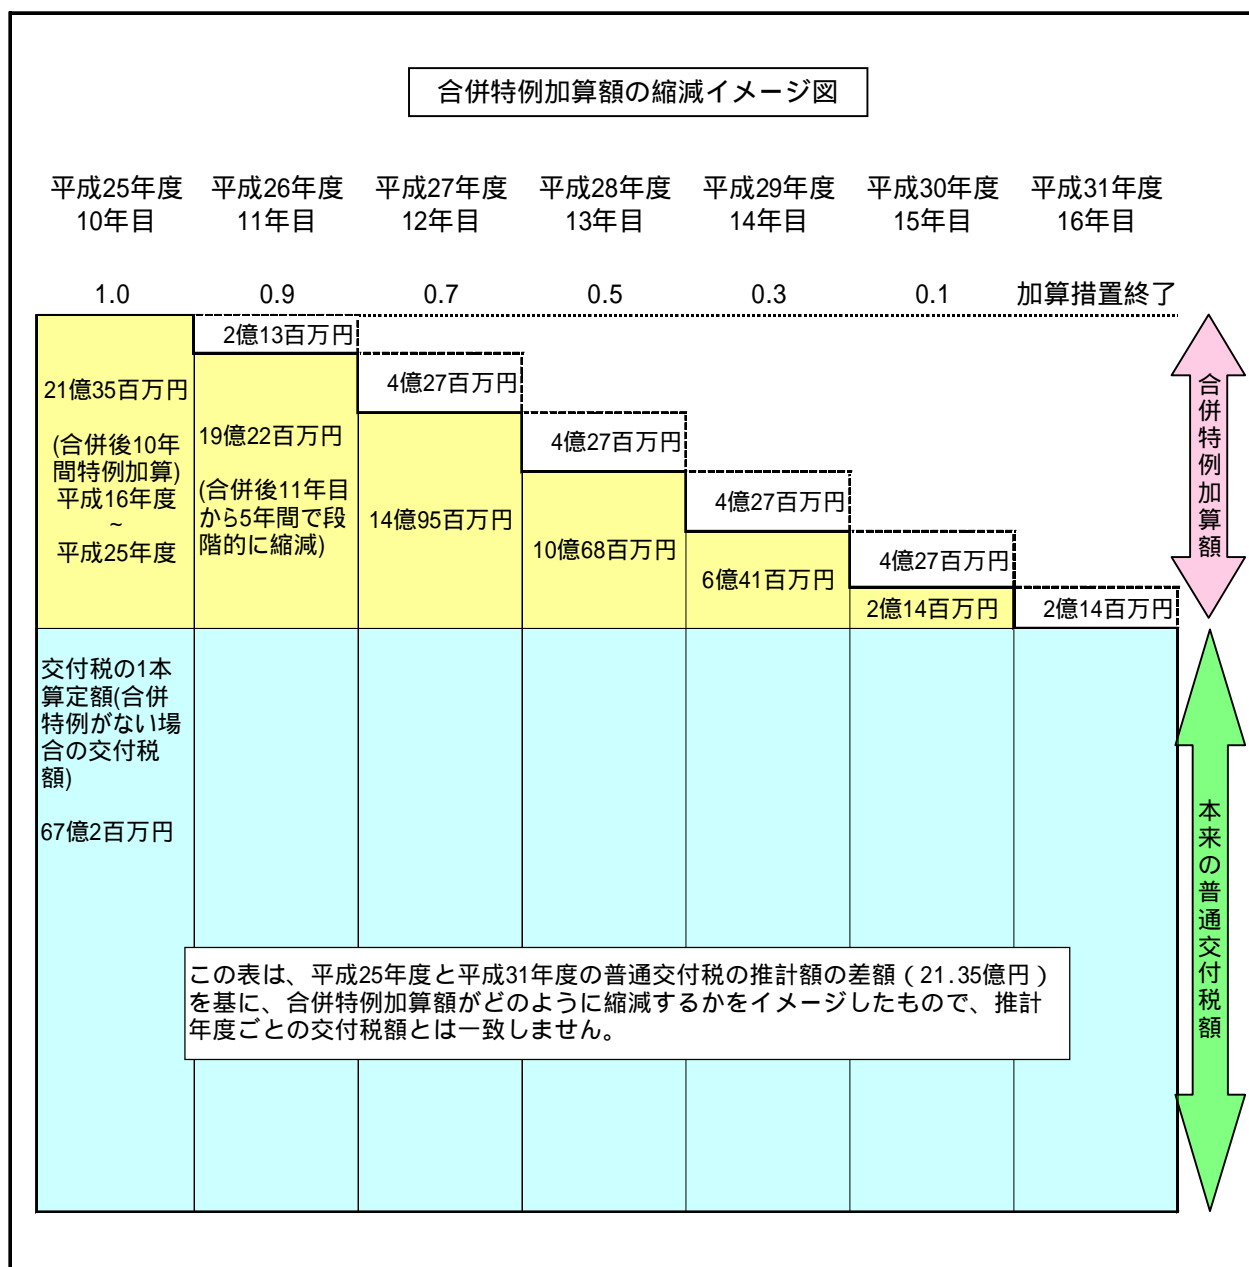 合併特例加算額の縮減イメージ図
平成25年度 平成26年度 平成27年度 平成28年度 平成29年度 平成30年度 平成31年度
10年目 11年目 12年目 13年目 14年目 15年目 16年目
1.0 0.9 0.7 0.5 0.3 0.1 加算措置終了
21億35百万円
(合併後10年
間特例加算)
平成16年度
~
平成25年度
2億13百万円
19億22百万円
(合併後11年目
から5年間で段
階的に縮減)
4億27百万円
14億95百万円
4億27百万円
10億68百万円
4億27百万円
6億41百万円
4億27百万円
2億14百万円
2億14百万円
合併特例加算額
交付税の1本
算定額(合併
特例がない場
合の交付税
額)
67億2百万円
本来の普通交付税額
この表は、平成25年度と平成31年度の普通交付税の推計額の差額(21.35億円)
を基に、合併特例加算額がどのように縮減するかをイメージしたもので、推計
年度ごとの交付税額とは一致しません。